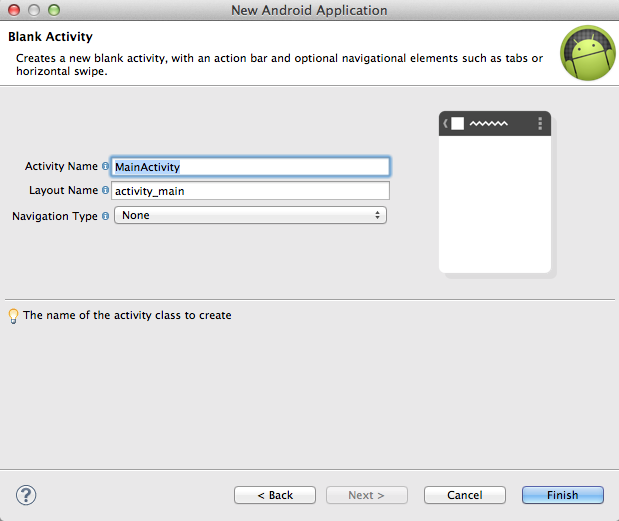 New Android Application
Blank Activity
Creates a new blank activity, with an action bar and optional navigational elements such as tabs or
horizontal swipe.
Activity Name MainActivity
Layout Name activity_main
Navigation Type None
The name of the activity class to create
? < Back Next > Cancel Finish